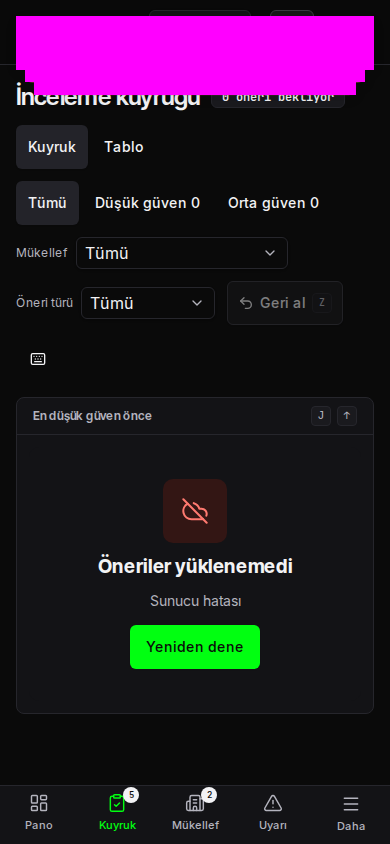 İnceleme kuyruğu
0 öneri bekliyor
Kuyruk Tablo
Tümü Düşük güven 0 Orta güven 0
Mükellef Tümü
Öneri türü Tümü Geri al Z
En düşük güven önce J ↑
Öneriler yüklenemedi
Sunucu hatası
Yeniden dene
5 2
Pano Kuyruk Mükellef Uyarı Daha